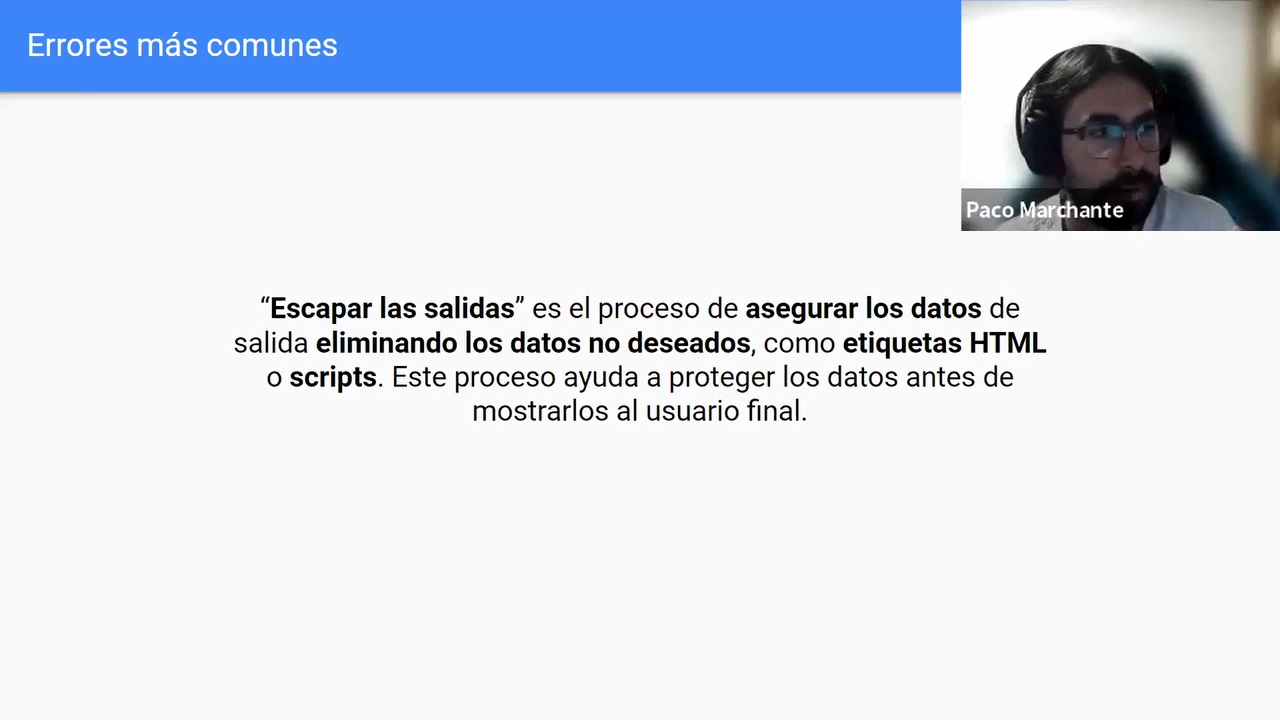 Errores más comunes
Paco Marchante
“Escapar las salidas” es el proceso de asegurar los datos de
salida eliminando los datos no deseados, como etiquetas HTML
o scripts. Este proceso ayuda a proteger los datos antes de
mostrarlos al usuario final.